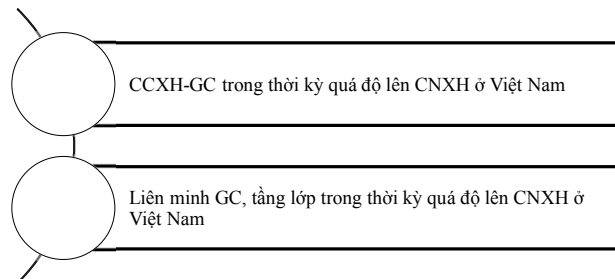 CCXH-GC trong thời kỳ quá độ lên CNXH ở Việt Nam
Liên minh GC, tầng lớp trong thời kỳ quá độ lên CNXH ở
Việt Nam